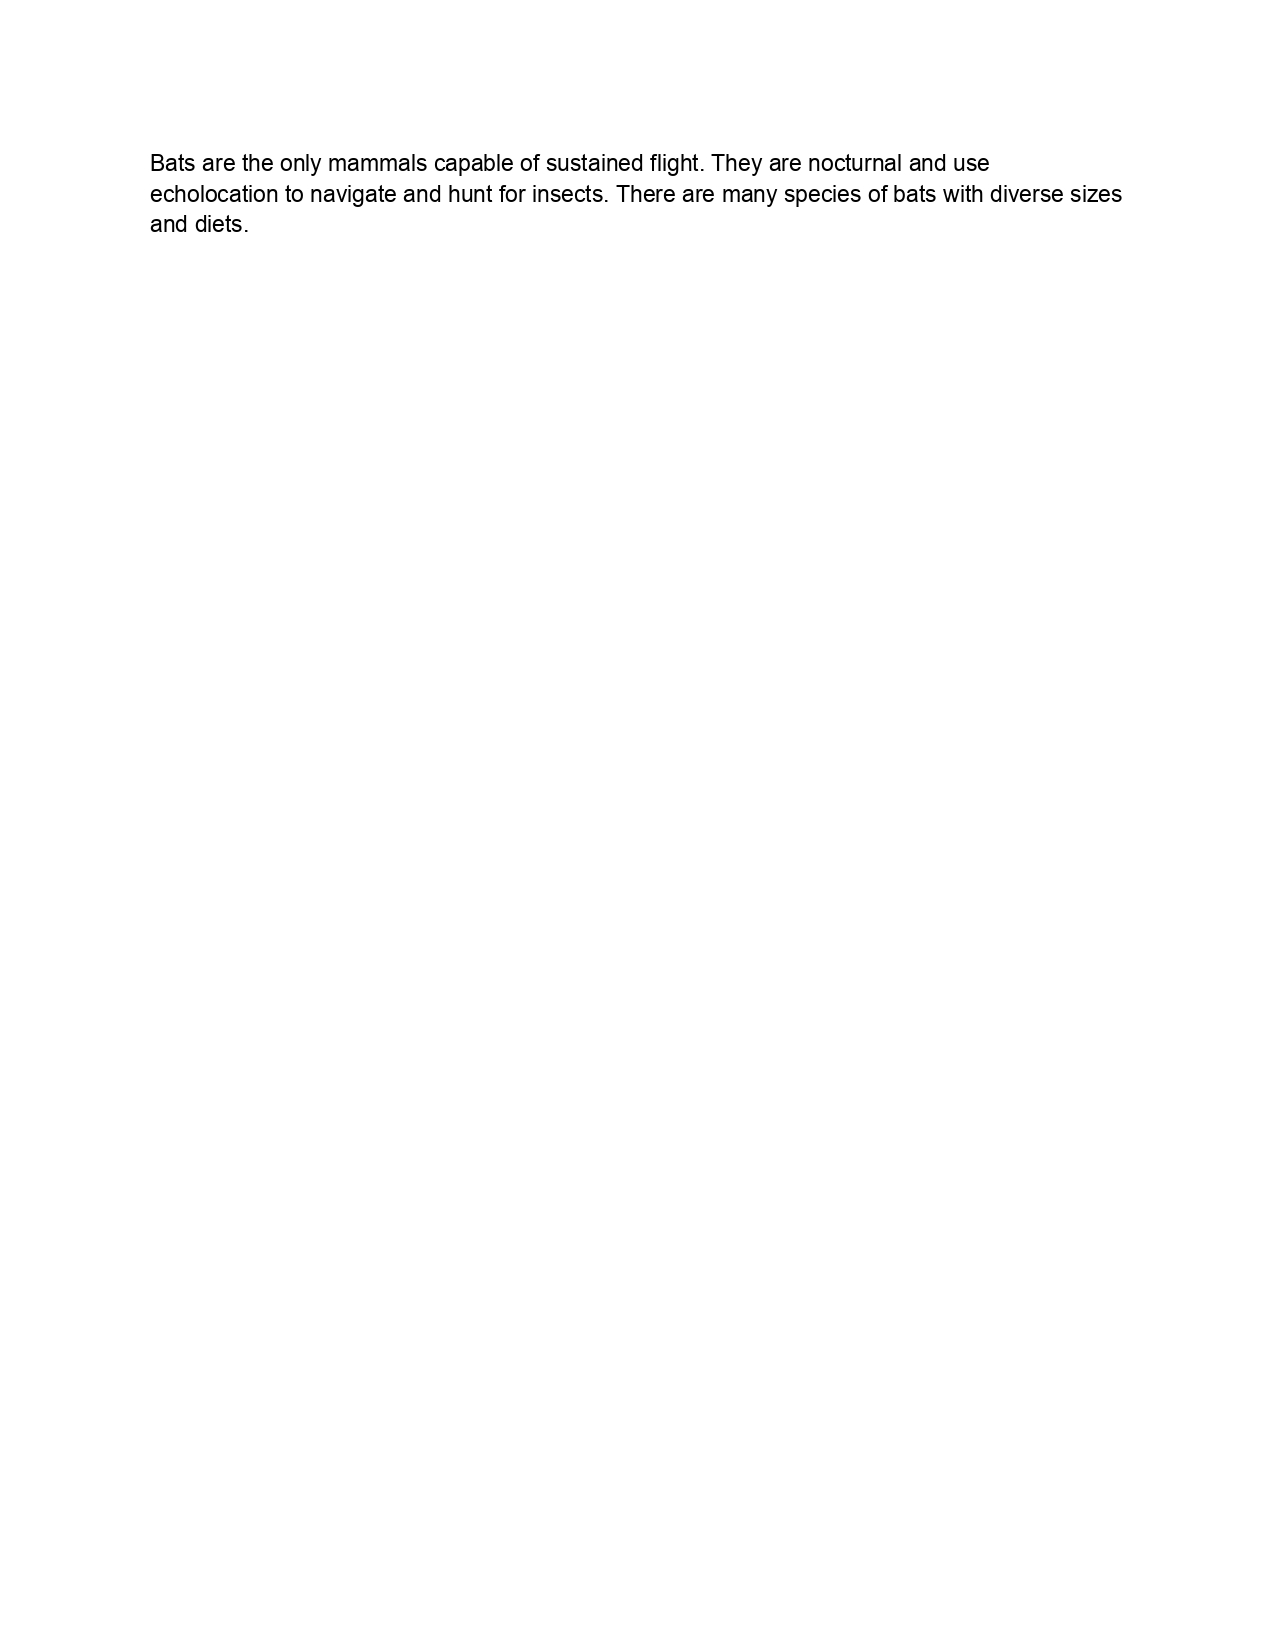 Bats are the only mammals capable of sustained flight. They are nocturnal and use
echolocation to navigate and hunt for insects. There are many species of bats with diverse sizes
and diets.